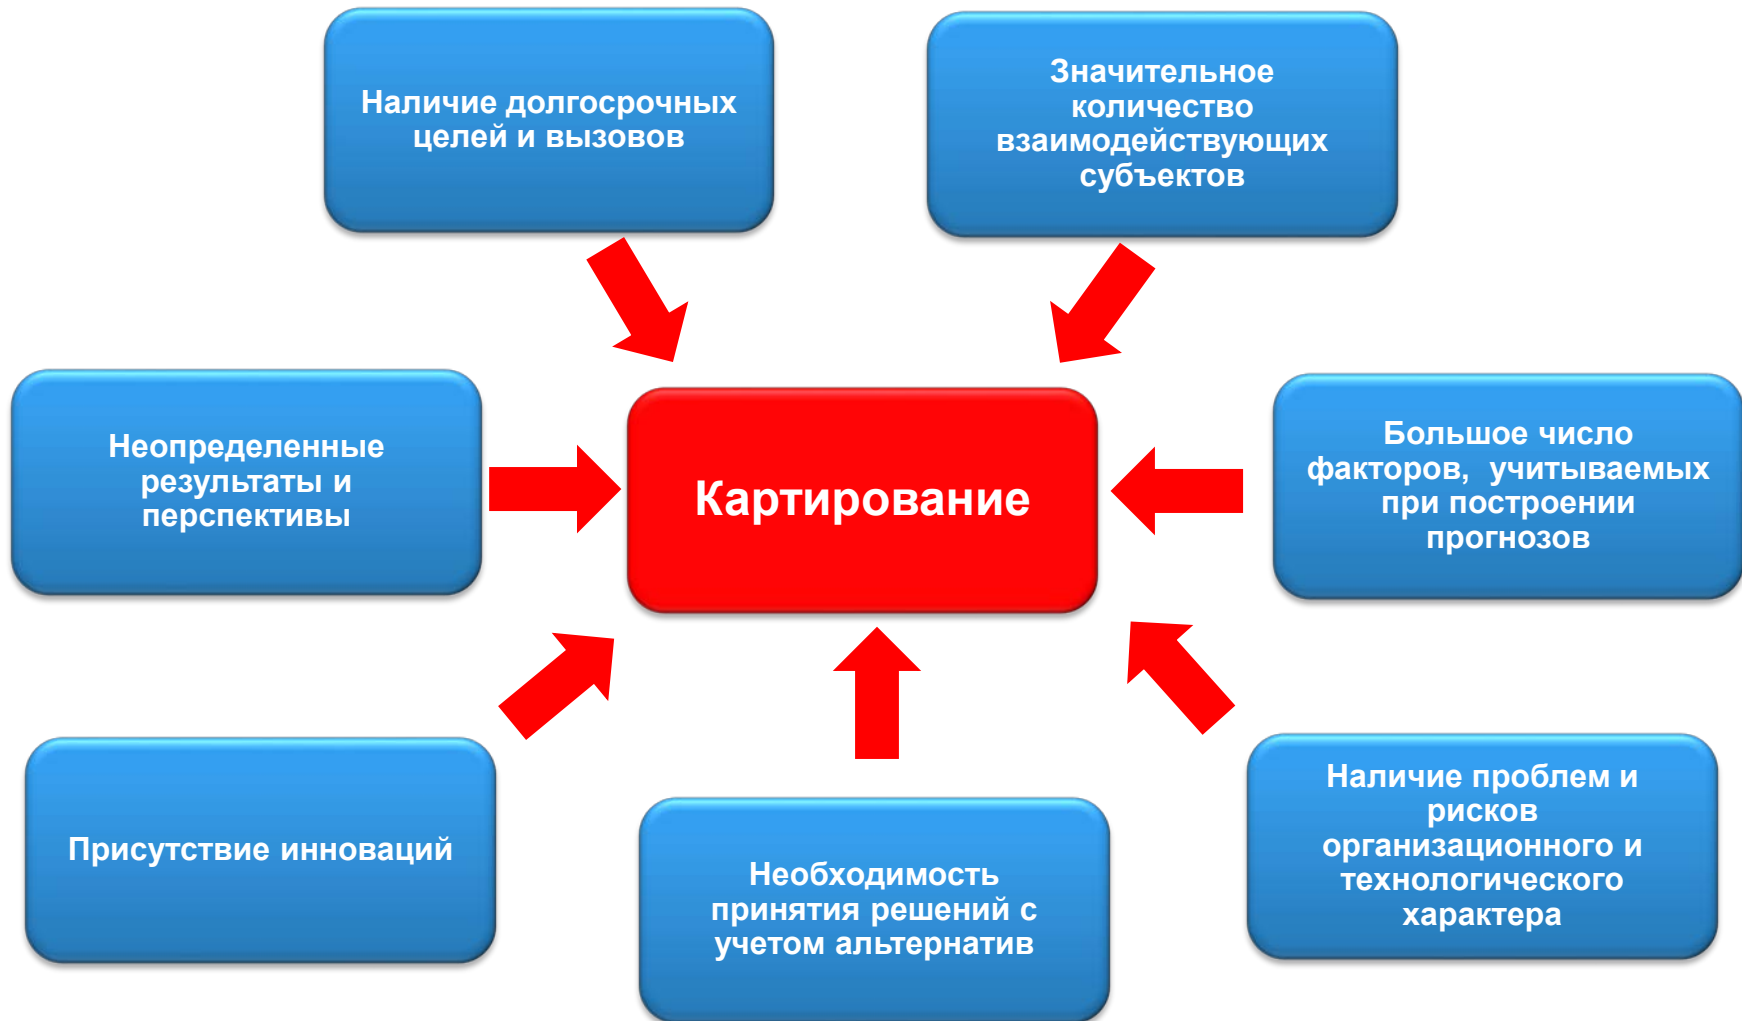 Наличие долгосрочных
целей и вызовов
Значительное
количество
взаимодействующих
субъектов
Неопределенные
результаты и
перспективы
Картирование
Большое число
факторов, учитываемых
при построении
прогнозов
Присутствие инноваций
Необходимость
принятия решений с
учетом альтернатив
Наличие проблем и
рисков
организационного и
технологического
характера